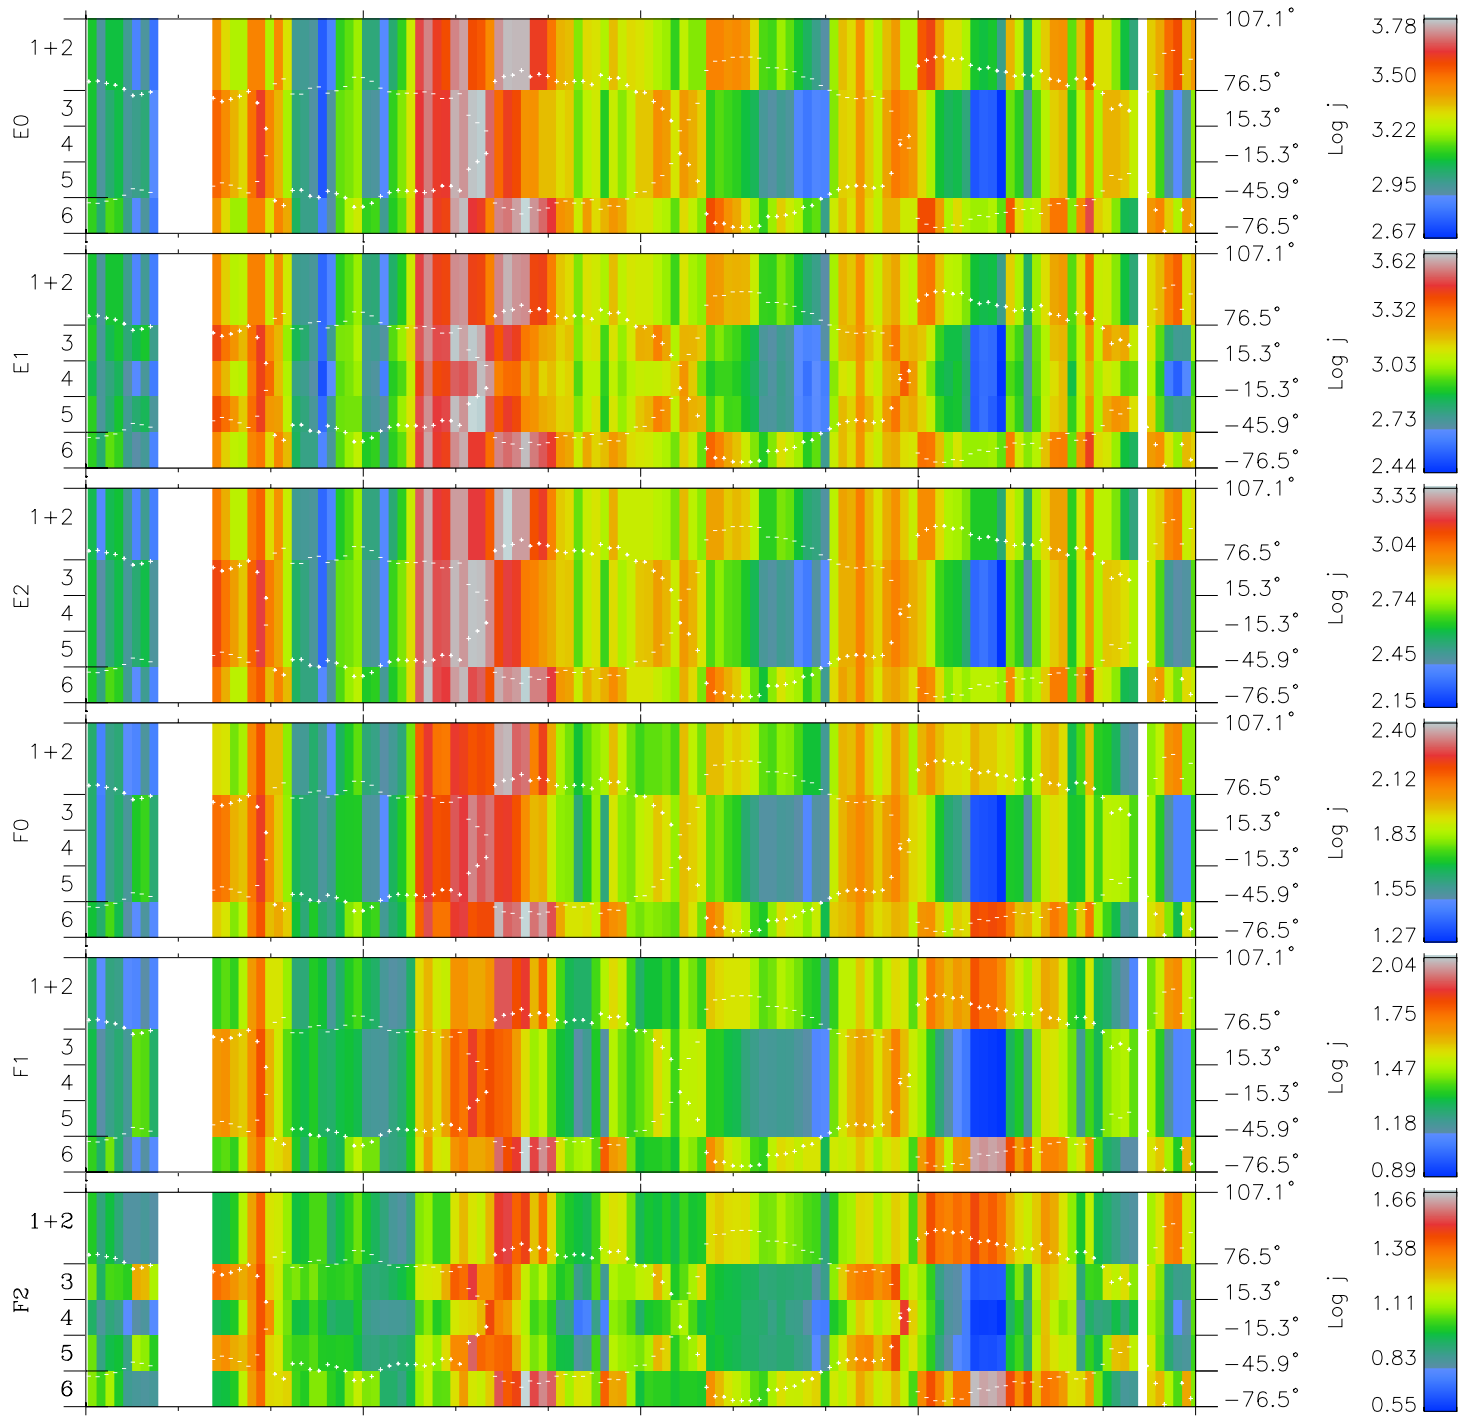 E0 1+2 3 4 5 6 107.1° 76.5° 15.3° −15.3° −45.9° −76.5° Log j 3.78 3.50 3.22 2.95 2.67
E1 1+2 3 4 5 6 107.1° 76.5° 15.3° −15.3° −45.9° −76.5° Log j 3.62 3.32 3.03 2.73 2.44
E2 1+2 3 4 5 6 107.1° 76.5° 15.3° −15.3° −45.9° −76.5° Log j 3.33 3.04 2.74 2.45 2.15
F0 1+2 3 4 5 6 107.1° 76.5° 15.3° −15.3° −45.9° −76.5° Log j 2.40 2.12 1.83 1.55 1.27
F1 1+2 3 4 5 6 107.1° 76.5° 15.3° −15.3° −45.9° −76.5° Log j 2.04 1.75 1.47 1.18 0.89
F2 1+2 3 4 5 6 107.1° 76.5° 15.3° −15.3° −45.9° −76.5° Log j 1.66 1.38 1.11 0.83 0.55